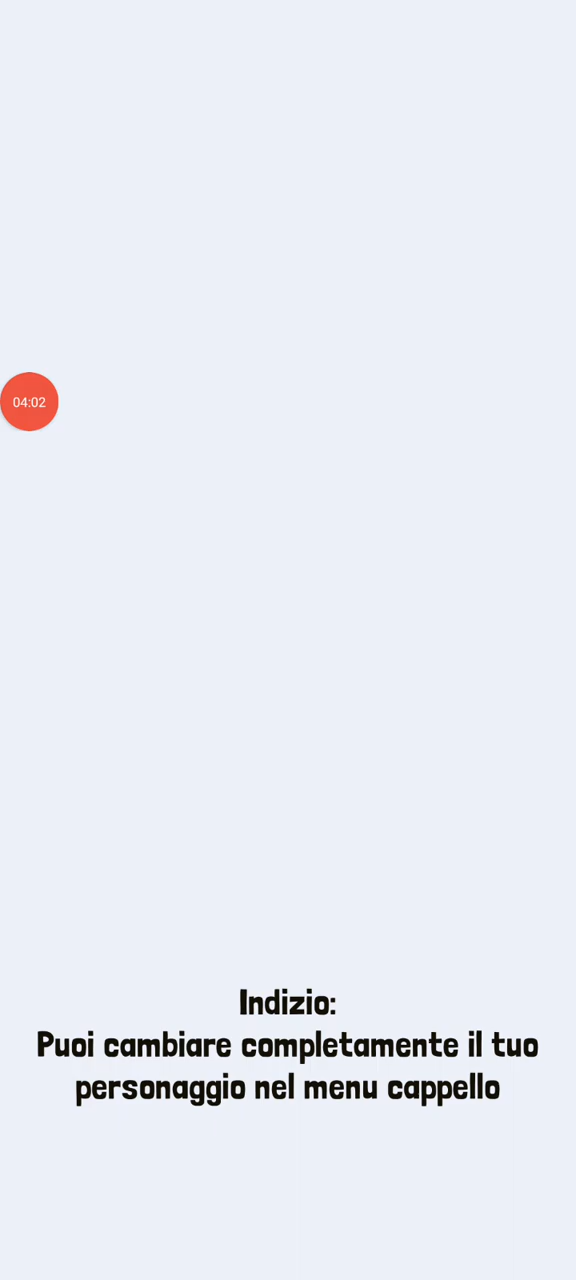 04:02
Indizio:
Puoi cambiare completamente il tuo
personaggio nel menu cappello